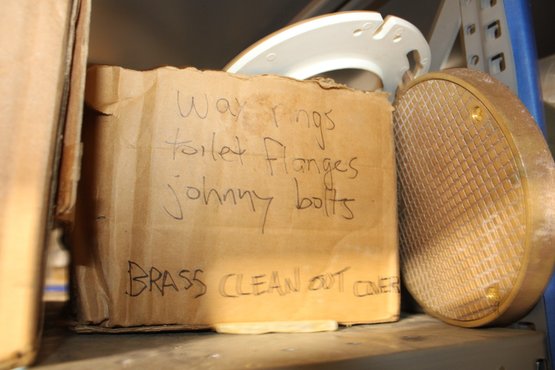 wax rings
toilet flanges
johnny bolts
BRASS CLEAN OUT COVER